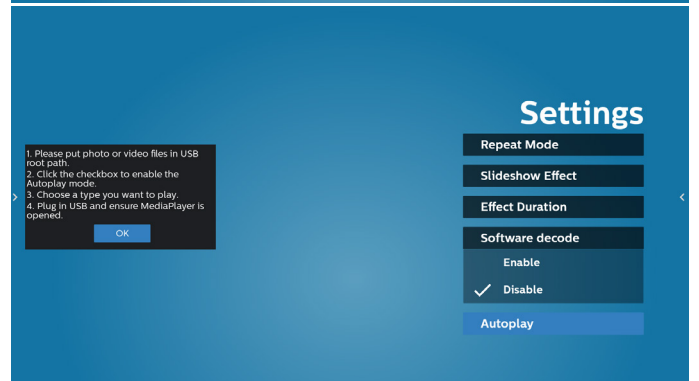 Settings
1. Please put photo or video files in USB
root path.
2. Click the checkbox to enable the
Autoplay mode.
3. Choose a type you want to play.
4. Plug in USB and ensure MediaPlayer is
opened.
OK
Repeat Mode
Slideshow Effect
Effect Duration
Software decode
Enable
Disable
Autoplay